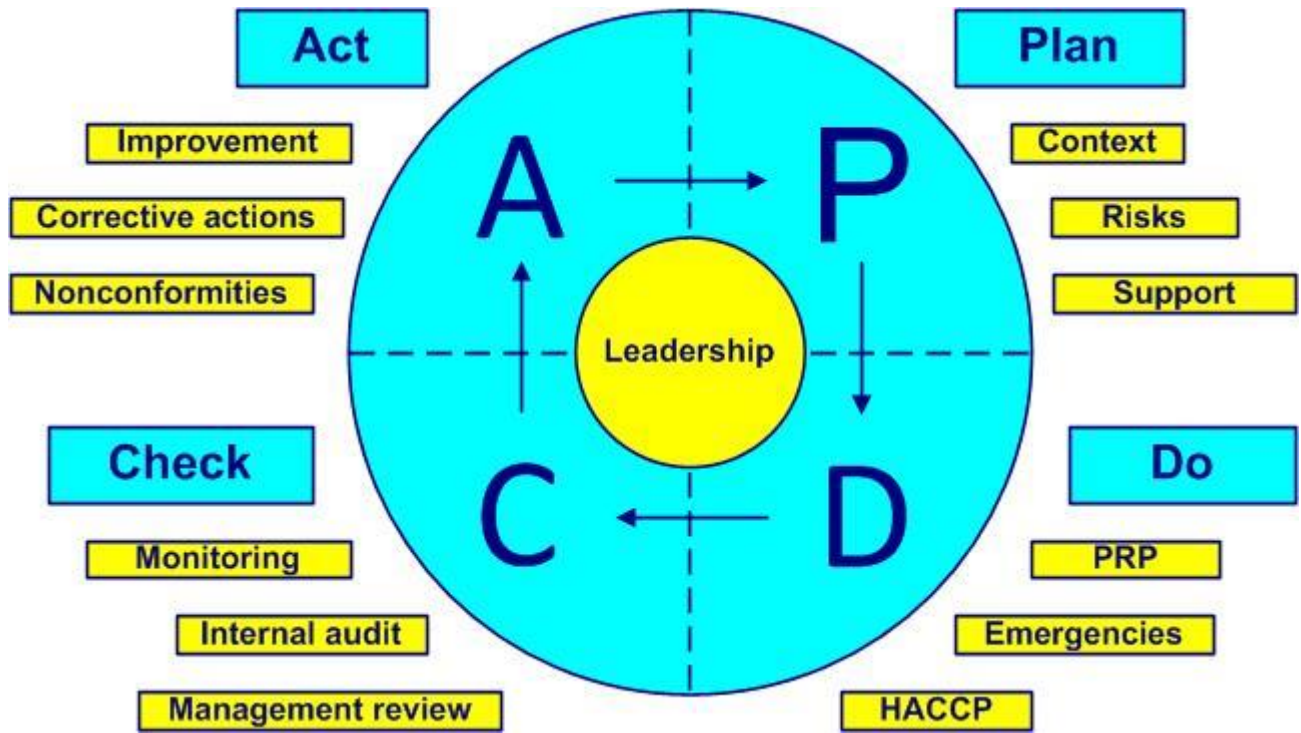 Act
Plan
Improvement
Context
Corrective actions
Risks
Nonconformities
Support
A
P
Leadership
C
D
Check
Do
Monitoring
PRP
Internal audit
Emergencies
Management review
HACCP